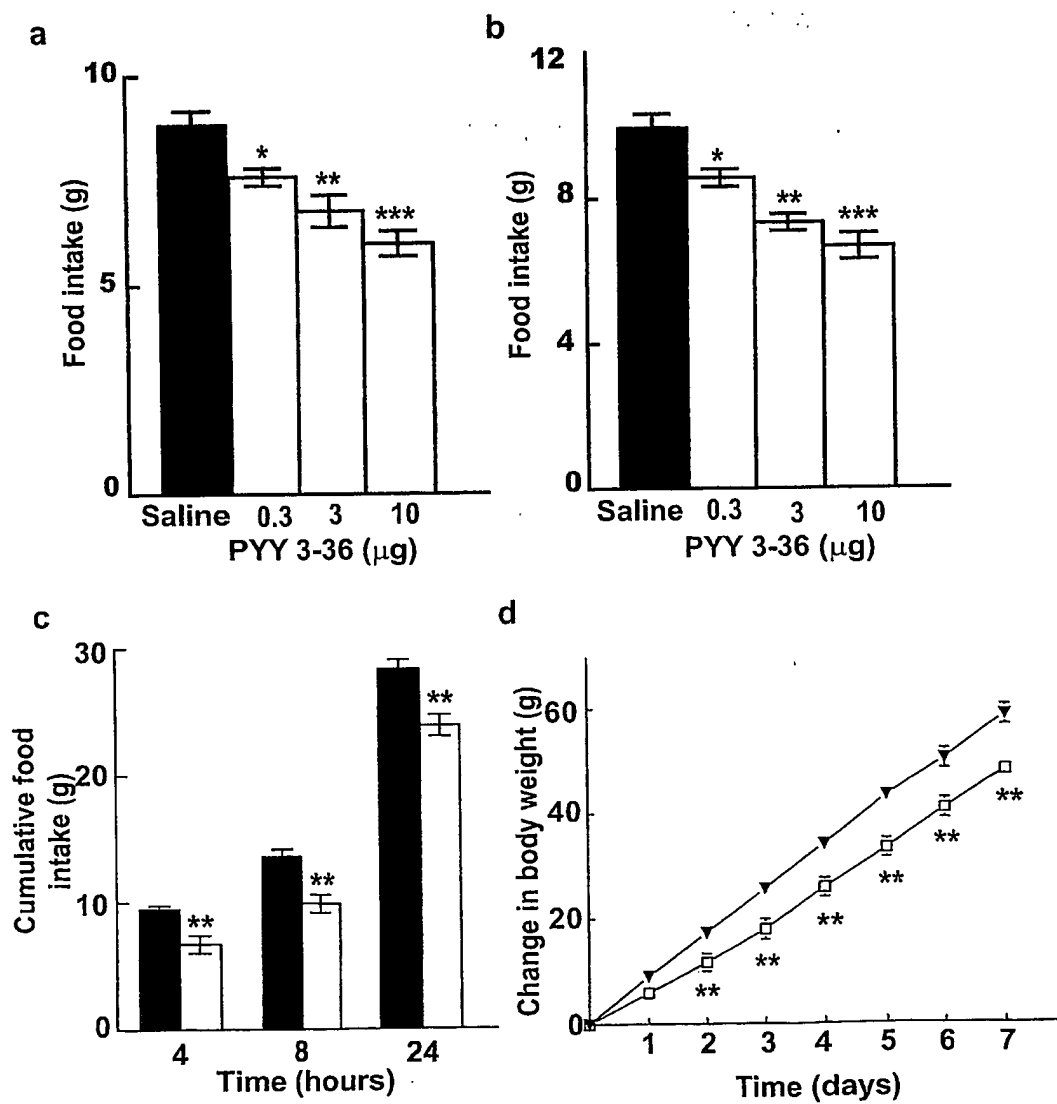 a
10
5
0
Food intake (g)
*
**
***
Saline 0.3 3 10
PYY 3-36 (μg)
b
12
8
4
0
Food intake (g)
*
**
***
Saline 0.3 3 10
PYY 3-36 (μg)
c
30
20
10
0
Cumulative food
intake (g)
**
**
**
4 8 24
Time (hours)
d
60
40
20
0
Change in body weight (g)
**
**
**
**
**
**
1 2 3 4 5 6 7
Time (days)